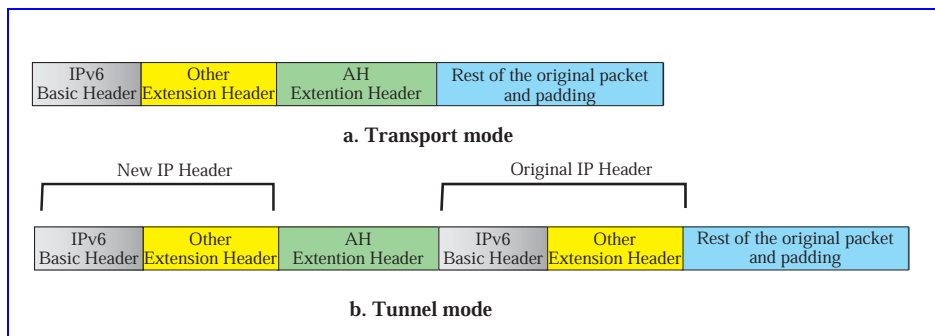 IPv6 Other AH Rest of the original packet
Basic Header Extension Header Extention Header and padding
a. Transport mode
New IP Header Original IP Header
IPv6 Other AH IPv6 Other Rest of the original packet
Basic Header Extension Header Extention Header Basic Header Extension Header and padding
b. Tunnel mode